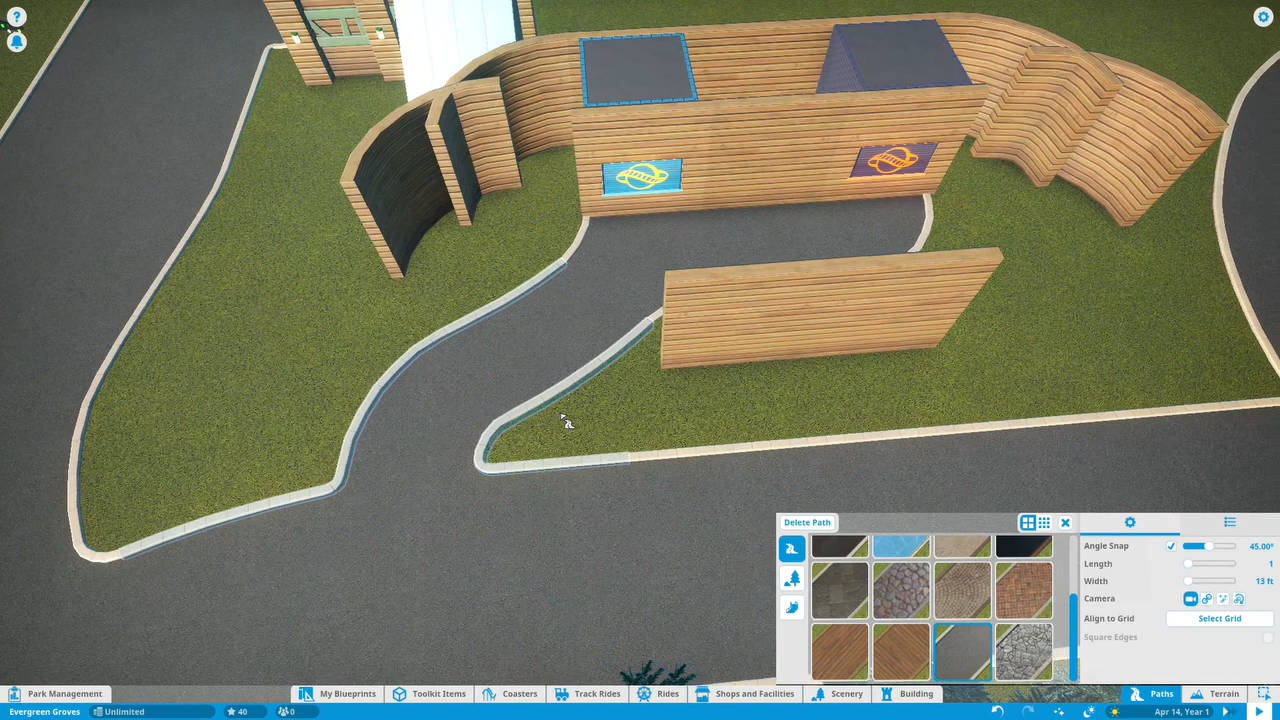 ?
Delete Path
Angle Snap 45.00°
Length 1
Width 13 ft
Camera
Align to Grid Select Grid
Square Edges
Park Management My Blueprints Toolkit Items Coasters Track Rides Rides Shops and Facilities Scenery Building Paths Terrain
Evergreen Groves Unlimited 40 0 Apr 14, Year 1